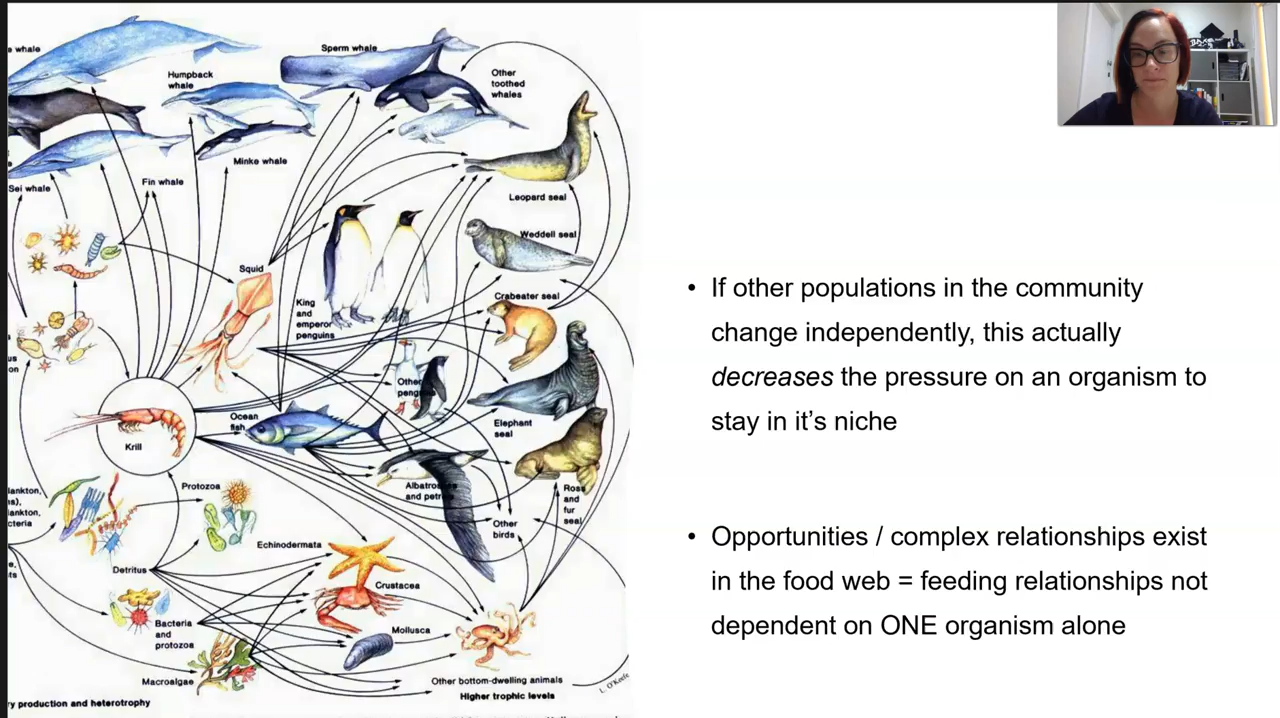 whale
Sperm whale
Humpback
whale
Other
toothed
whales
Minke whale
Fin whale
Sei whale
Leopard seal
Weddell seal
Squid
King
and
emperor
penguins
Crabeater seal
Other
Ocean
fish
Elephant
seal
Krill
and
fur
seal
Protozoa
Other
birds
Echinodermata
Detritus
Crustacea
Bacteria
and
protozoa
Mollusca
Macroalgae
Other bottom-dwelling animals
Higher trophic levels
L. O'Keefe
production and heterotrophy
• If other populations in the community
change independently, this actually
decreases the pressure on an organism to
stay in it's niche
• Opportunities / complex relationships exist
in the food web = feeding relationships not
dependent on ONE organism alone